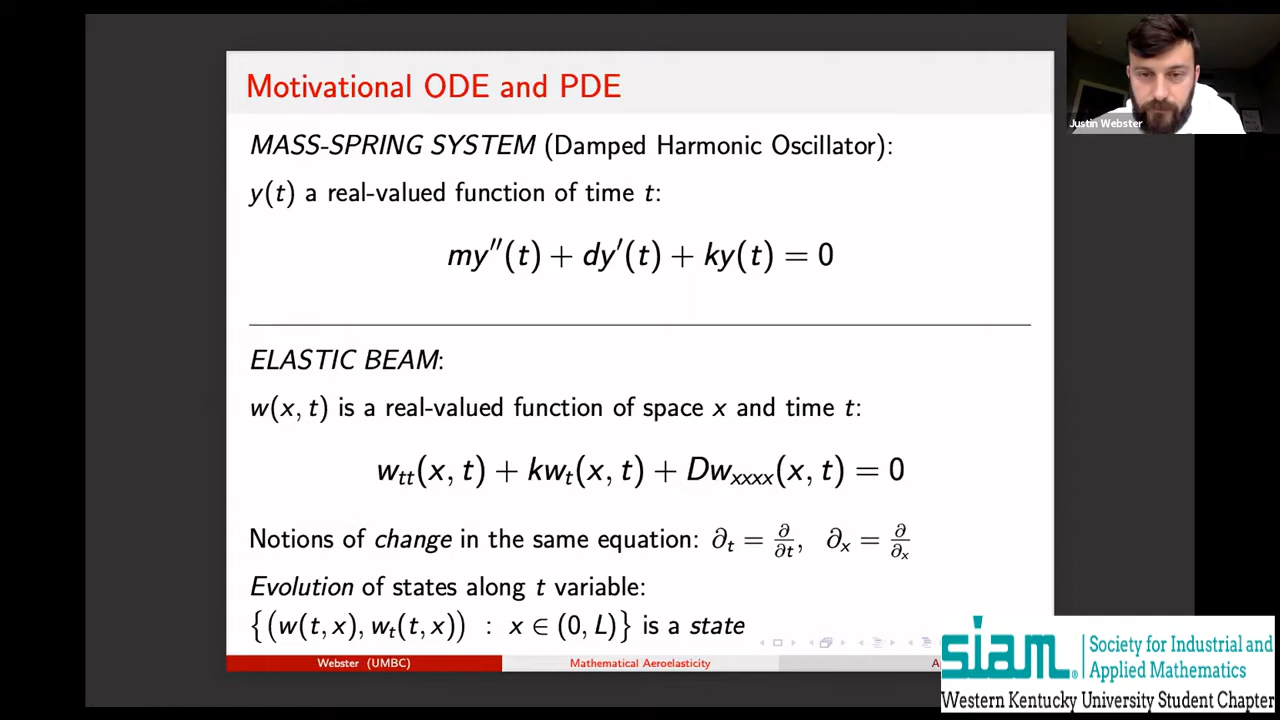 Motivational ODE and PDE
Justin Webster
MASS-SPRING SYSTEM (Damped Harmonic Oscillator):
y(t) a real-valued function of time t:
my″(t) + dy′(t) + ky(t) = 0
ELASTIC BEAM:
w(x, t) is a real-valued function of space x and time t:
w_tt(x, t) + kw_t(x, t) + Dw_xxxx(x, t) = 0
Notions of change in the same equation: ∂_t = ∂/∂t, ∂_x = ∂/∂_x
Evolution of states along t variable:
{(w(t, x), w_t(t, x)) : x ∈ (0, L)} is a state
Webster (UMBC) Mathematical Aeroelasticity A
siam. Society for Industrial and
Applied Mathematics
Western Kentucky University Student Chapter